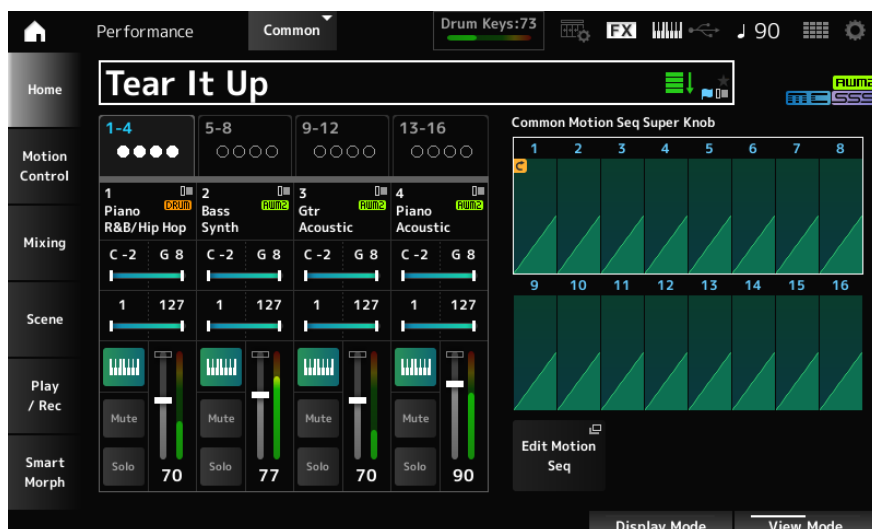 Performance
Common
Drum Keys:73
FX
♩ 90
Home
Tear It Up
AWM2
MC SSS
Motion
Control
Mixing
Scene
Play
/ Rec
Smart
Morph
1-4
5-8
9-12
13-16
1
Piano
DRUM
R&B/Hip Hop
2
Bass
AWM2
Synth
3
Gtr
AWM2
Acoustic
4
Piano
AWM2
Acoustic
C -2 G 8
C -2 G 8
C -2 G 8
C -2 G 8
1 127
1 127
1 127
1 127
Mute
Mute
Mute
Mute
Solo
Solo
Solo
Solo
70
77
70
90
Common Motion Seq Super Knob
1 2 3 4 5 6 7 8
C
9 10 11 12 13 14 15 16
Edit Motion
Seq
Display Mode
View Mode